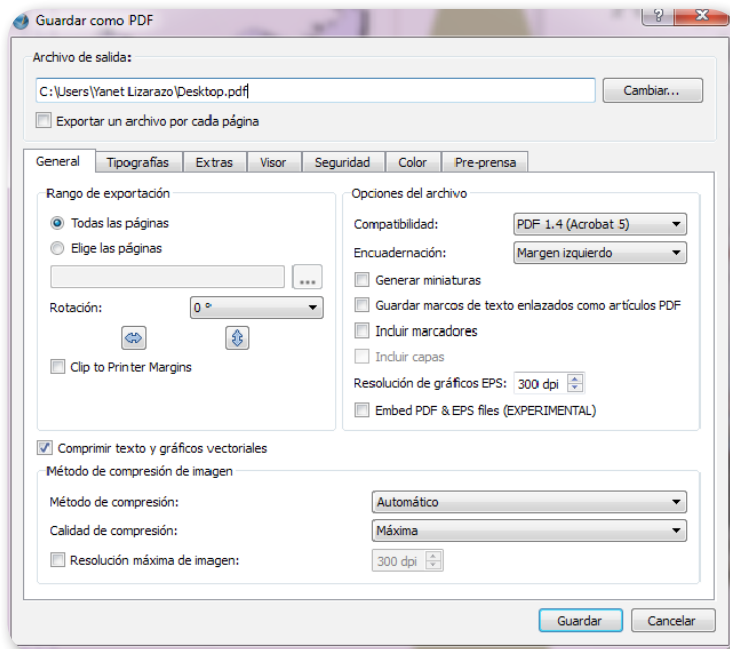 Guardar como PDF
Archivo de salida:
C:\Users\Yanet Lizarazo\Desktop.pdf
Cambiar...
Exportar un archivo por cada página
General Tipografías Extras Visor Seguridad Color Pre-prensa
Rango de exportación
Todas las páginas
Elige las páginas
...
Rotación: 0 º
Clip to Printer Margins
Opciones del archivo
Compatibilidad: PDF 1.4 (Acrobat 5)
Encuadernación: Margen izquierdo
Generar miniaturas
Guardar marcos de texto enlazados como artículos PDF
Incluir marcadores
Incluir capas
Resolución de gráficos EPS: 300 dpi
Embed PDF & EPS files (EXPERIMENTAL)
Comprimir texto y gráficos vectoriales
Método de compresión de imagen
Método de compresión: Automático
Calidad de compresión: Máxima
Resolución máxima de imagen: 300 dpi
Guardar Cancelar